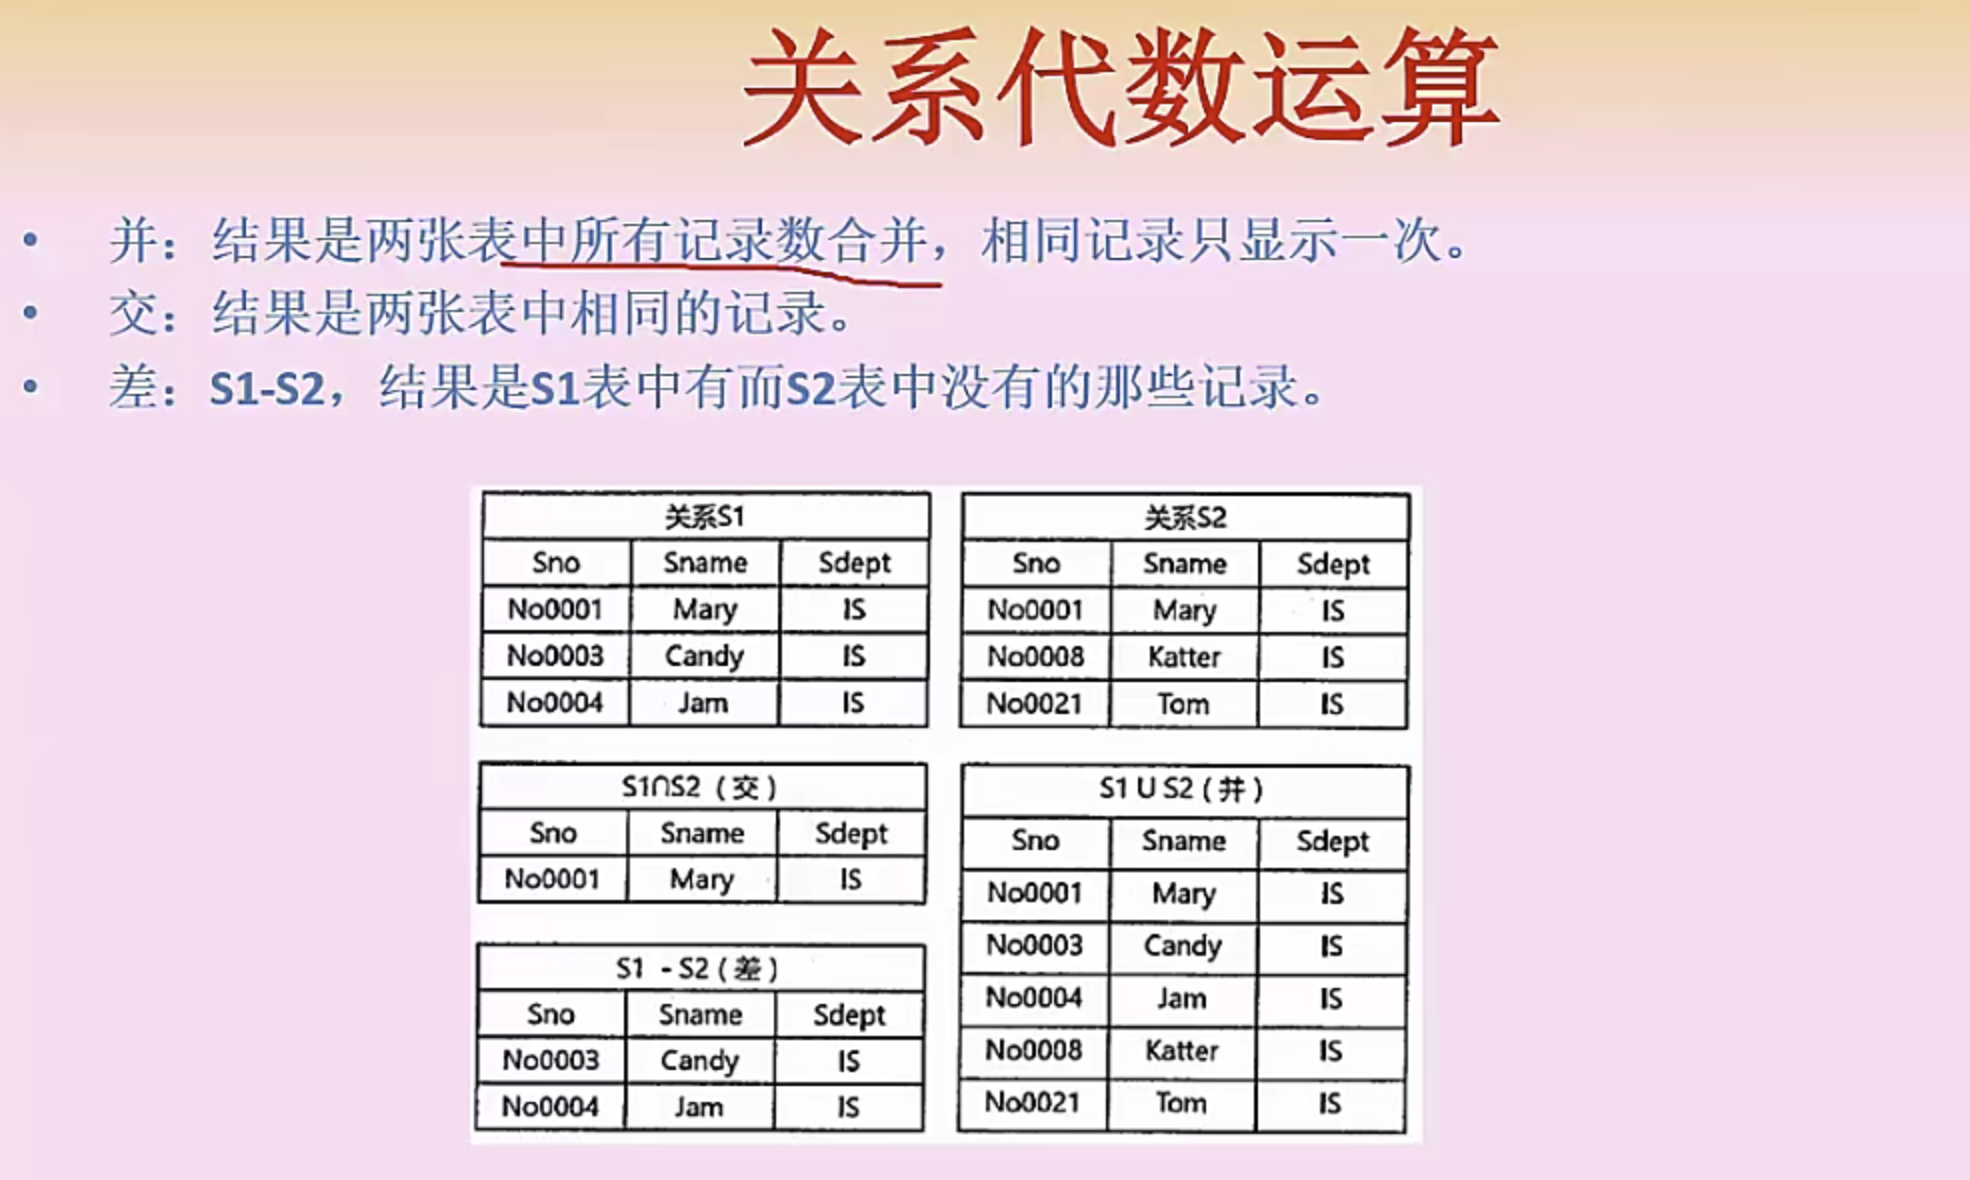 关系代数运算
• 并：结果是两张表中所有记录数合并，相同记录只显示一次。
• 交：结果是两张表中相同的记录。
• 差：S1-S2，结果是S1表中有而S2表中没有的那些记录。
关系S1
Sno Sname Sdept
No0001 Mary IS
No0003 Candy IS
No0004 Jam IS
关系S2
Sno Sname Sdept
No0001 Mary IS
No0008 Katter IS
No0021 Tom IS
S1∩S2（交）
Sno Sname Sdept
No0001 Mary IS
S1 - S2（差）
Sno Sname Sdept
No0003 Candy IS
No0004 Jam IS
S1 U S2（并）
Sno Sname Sdept
No0001 Mary IS
No0003 Candy IS
No0004 Jam IS
No0008 Katter IS
No0021 Tom IS